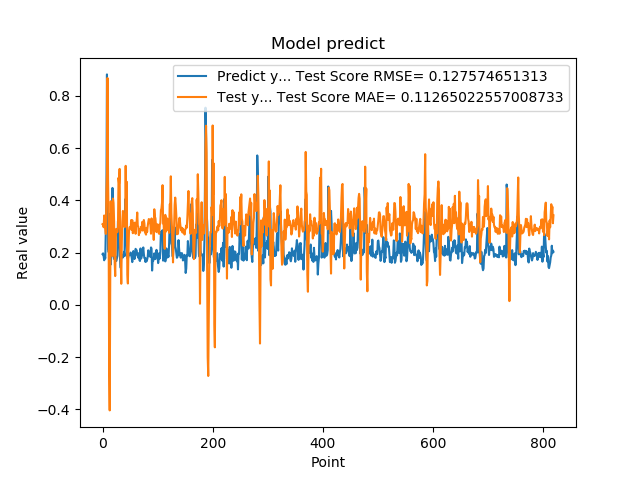 Model predict
Predict y... Test Score RMSE= 0.127574651313
Test y... Test Score MAE= 0.11265022557008733
Real value
0.8
0.6
0.4
0.2
0.0
−0.2
−0.4
0
200
400
600
800
Point